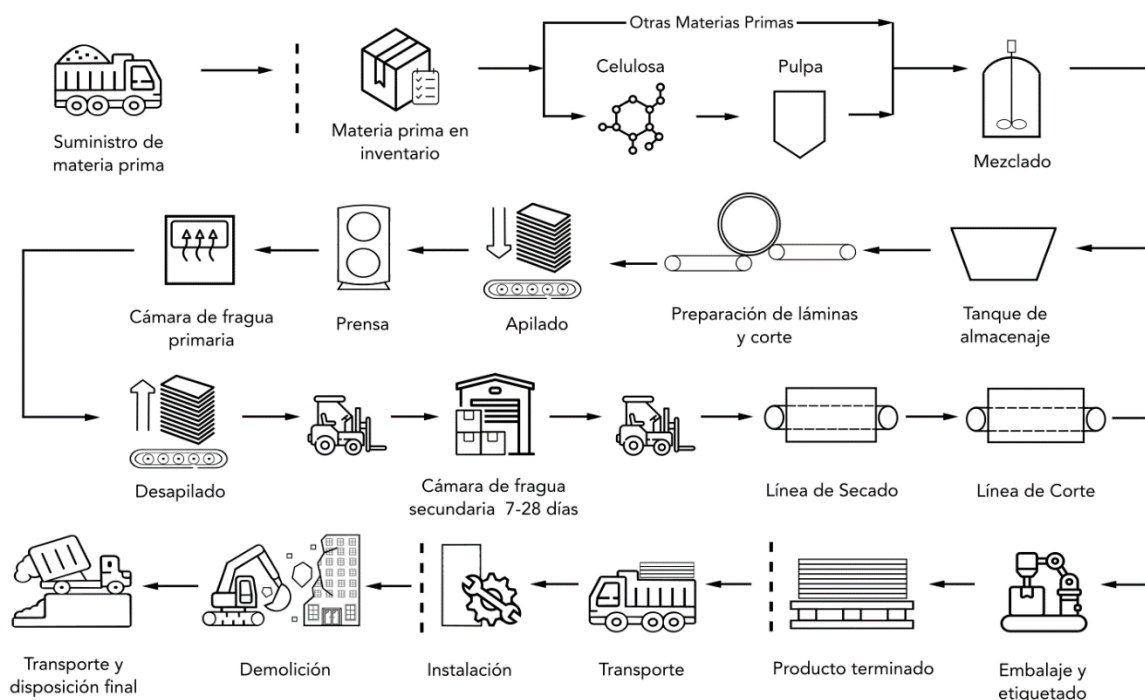 Otras Materias Primas
Celulosa
Pulpa
Suministro de
materia prima
Materia prima en
inventario
Mezclado
Cámara de fragua
primaria
Prensa
Apilado
Preparación de láminas
y corte
Tanque de
almacenaje
Desapilado
Cámara de fragua
secundaria 7-28 días
Línea de Secado
Línea de Corte
Transporte y
disposición final
Demolición
Instalación
Transporte
Producto terminado
Embalaje y
etiquetado